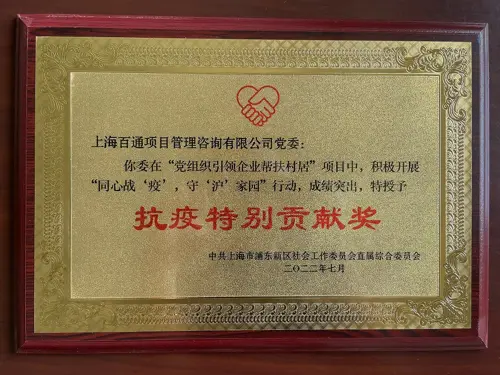 上海百通项目管理咨询有限公司党委：
你委在“党组织引领企业帮扶村居”项目中，积极开展
“同心战‘疫’，守‘沪’家园”行动，成绩突出，特授予
抗疫特别贡献奖
中共上海市浦东新区社会工作委员会直属综合委员会
二〇二二年七月